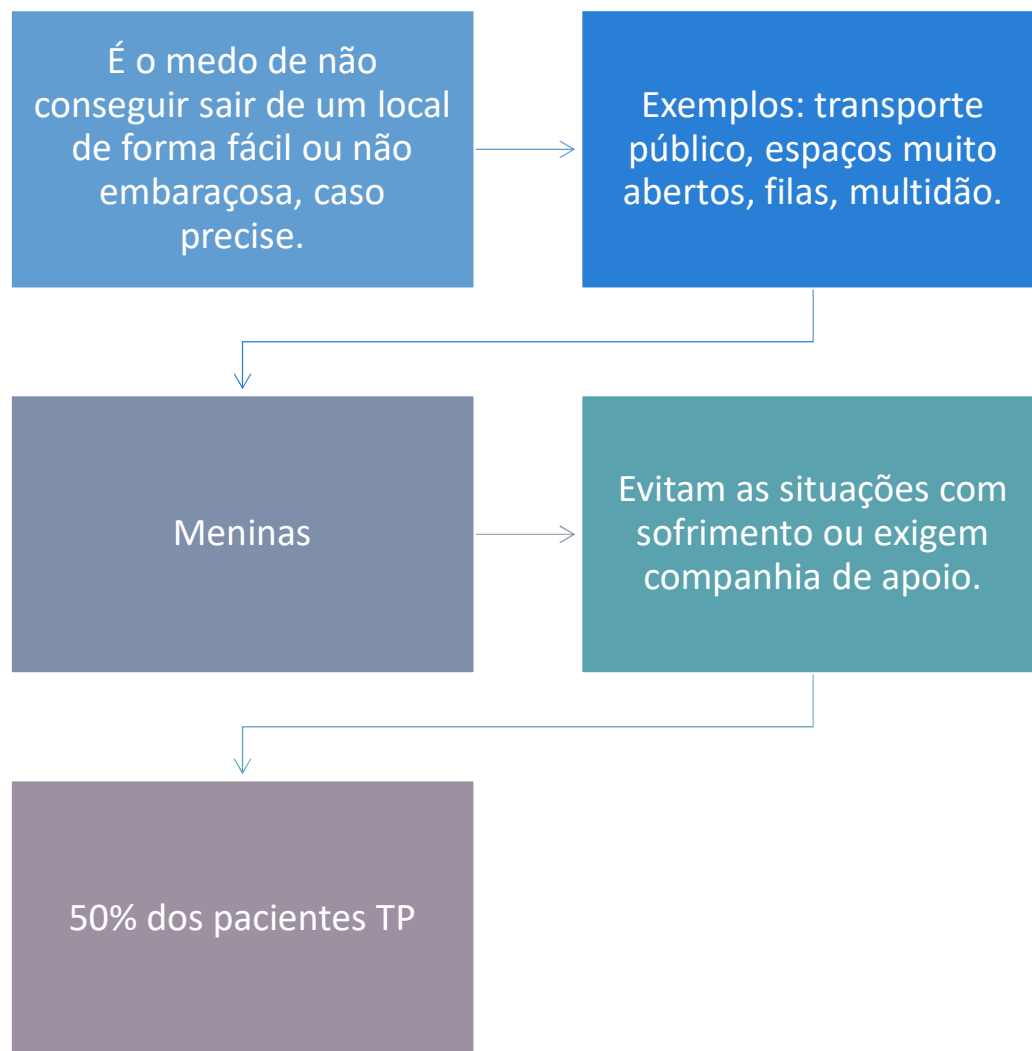 É o medo de não
conseguir sair de um local
de forma fácil ou não
embaraçosa, caso
precise.
Exemplos: transporte
público, espaços muito
abertos, filas, multidão.
Meninas
Evitam as situações com
sofrimento ou exigem
companhia de apoio.
50% dos pacientes TP